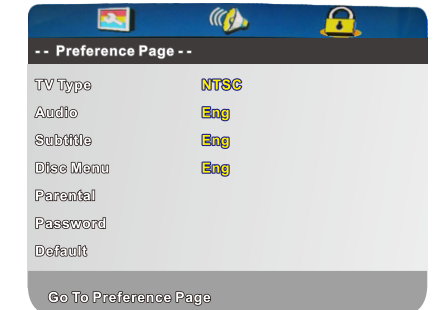 -- Preference Page --
TV Type NTSC
Audio Eng
Subtitle Eng
Disc Menu Eng
Parental
Password
Default
Go To Preference Page